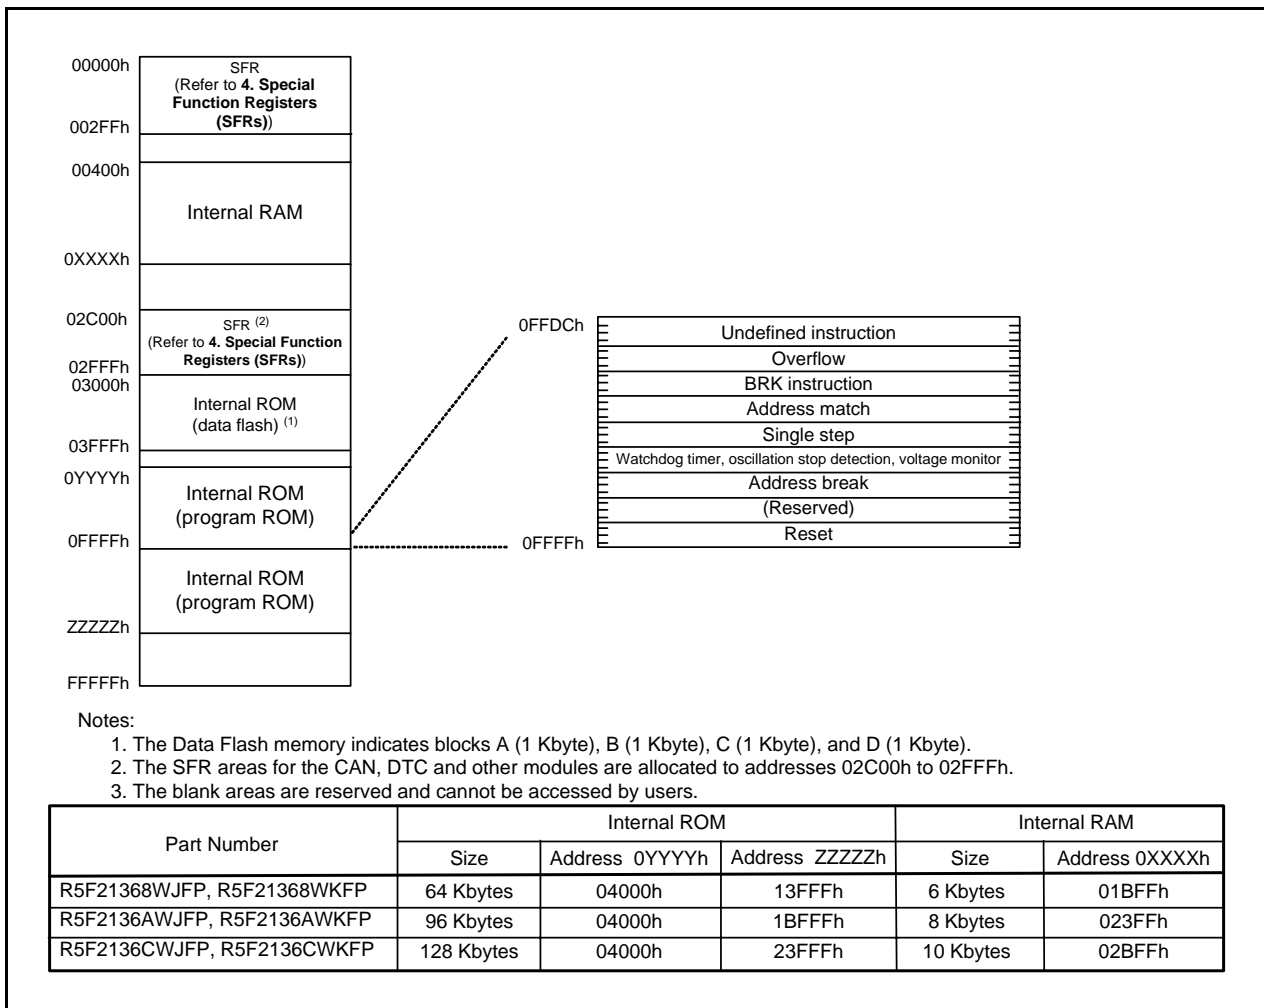 00000h
SFR
(Refer to 4. Special
Function Registers
(SFRs))
002FFh
00400h
Internal RAM
0XXXXh
02C00h
SFR (2)
(Refer to 4. Special Function
Registers (SFRs))
02FFFh
03000h
Internal ROM
(data flash) (1)
03FFFh
0YYYYh
Internal ROM
(program ROM)
0FFFFh
Internal ROM
(program ROM)
ZZZZZh
FFFFFh
0FFDCh
Undefined instruction
Overflow
BRK instruction
Address match
Single step
Watchdog timer, oscillation stop detection, voltage monitor
Address break
(Reserved)
Reset
0FFFFh
Notes:
1. The Data Flash memory indicates blocks A (1 Kbyte), B (1 Kbyte), C (1 Kbyte), and D (1 Kbyte).
2. The SFR areas for the CAN, DTC and other modules are allocated to addresses 02C00h to 02FFFh.
3. The blank areas are reserved and cannot be accessed by users.
Part Number Internal ROM Internal RAM
Size Address 0YYYYh Address ZZZZZh Size Address 0XXXXh
R5F21368WJFP, R5F21368WKFP 64 Kbytes 04000h 13FFFh 6 Kbytes 01BFFh
R5F2136AWJFP, R5F2136AWKFP 96 Kbytes 04000h 1BFFFh 8 Kbytes 023FFh
R5F2136CWJFP, R5F2136CWKFP 128 Kbytes 04000h 23FFFh 10 Kbytes 02BFFh